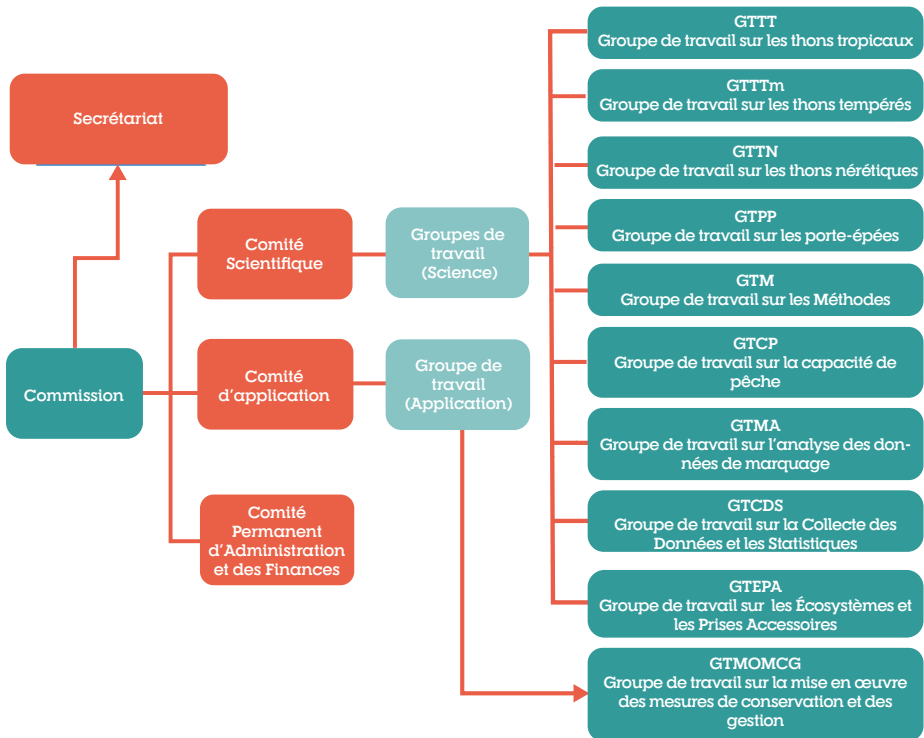 Secrétariat
Commission
Comité
Scientifique
Comité
d'application
Comité
Permanent
d'Administration
et des Finances
Groupes de
travail
(Science)
Groupe de
travail
(Application)
GTTT
Groupe de travail sur les thons tropicaux
GTTTm
Groupe de travail sur les thons tempérés
GTTN
Groupe de travail sur les thons nérétiques
GTPP
Groupe de travail sur les porte-épées
GTM
Groupe de travail sur les Méthodes
GTCP
Groupe de travail sur la capacité de
pêche
GTMA
Groupe de travail sur l'analyse des don-
nées de marquage
GTCDS
Groupe de travail sur la Collecte des
Données et les Statistiques
GTEPA
Groupe de travail sur les Écosystèmes et
les Prises Accessoires
GTMOMCG
Groupe de travail sur la mise en œuvre
des mesures de conservation et des
gestion